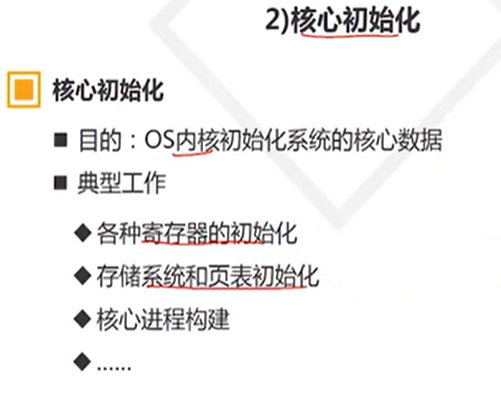 2)核心初始化
核心初始化
■ 目的：OS内核初始化系统的核心数据
■ 典型工作
◆各种寄存器的初始化
◆存储系统和页表初始化
◆核心进程构建
◆……